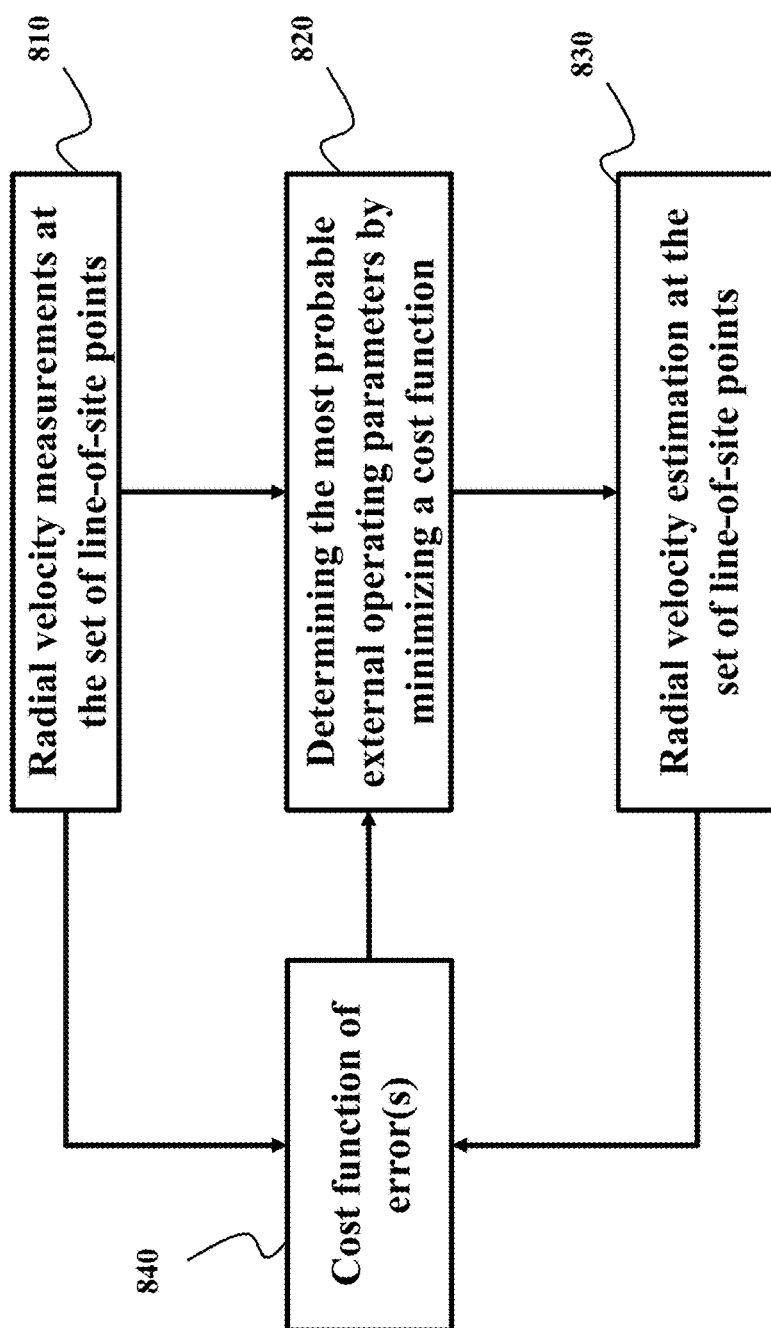 810
Radial velocity measurements at
the set of line-of-site points
820
Determining the most probable
external operating parameters by
minimizing a cost function
830
Radial velocity estimation at the
set of line-of-site points
840
Cost function of
error(s)